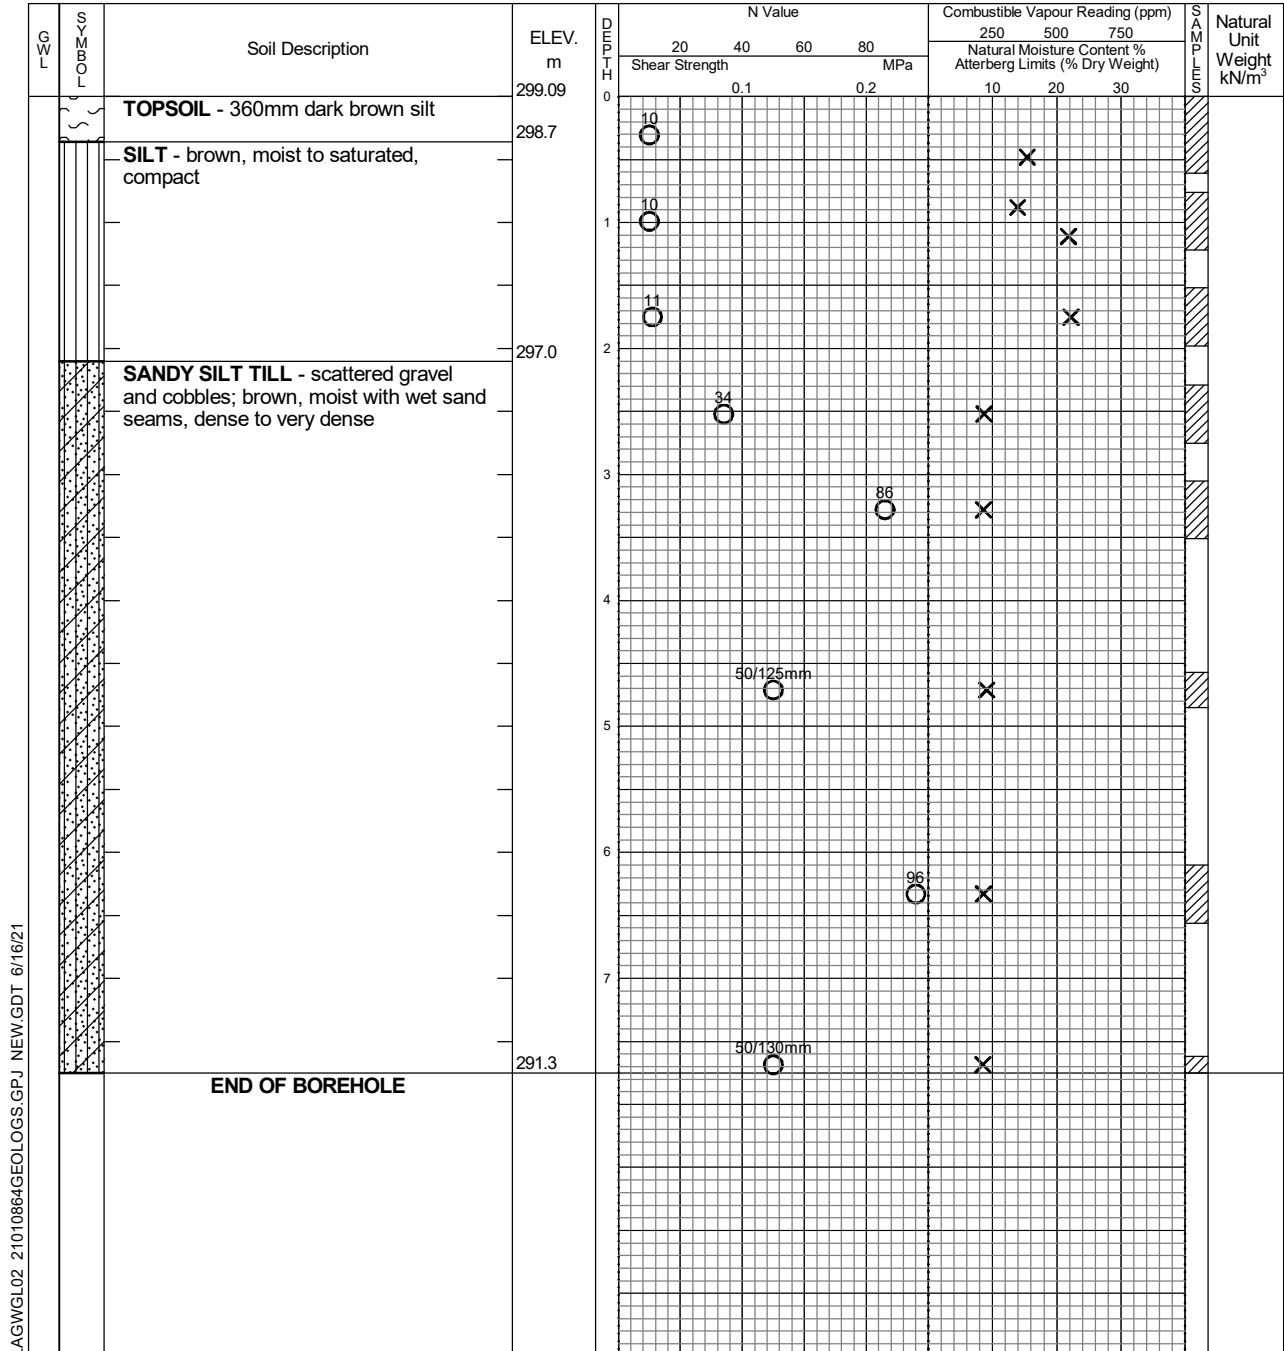 GWL
SYMBOL
Soil Description
ELEV.
m
DEPTH
N Value
20 40 60 80
Shear Strength MPa
0.1 0.2
Combustible Vapour Reading (ppm)
250 500 750
Natural Moisture Content %
Atterberg Limits (% Dry Weight)
10 20 30
SAMPLES
Natural
Unit
Weight
kN/m³
299.09
0
TOPSOIL - 360mm dark brown silt
298.7
10
SILT - brown, moist to saturated,
compact
10
1
11
2
297.0
SANDY SILT TILL - scattered gravel
and cobbles; brown, moist with wet sand
seams, dense to very dense
34
3
86
4
50/125mm
5
6
96
7
50/130mm
291.3
END OF BOREHOLE
AGWGL02 21010864GEOLOGS.GPJ NEW.GDT 6/16/21